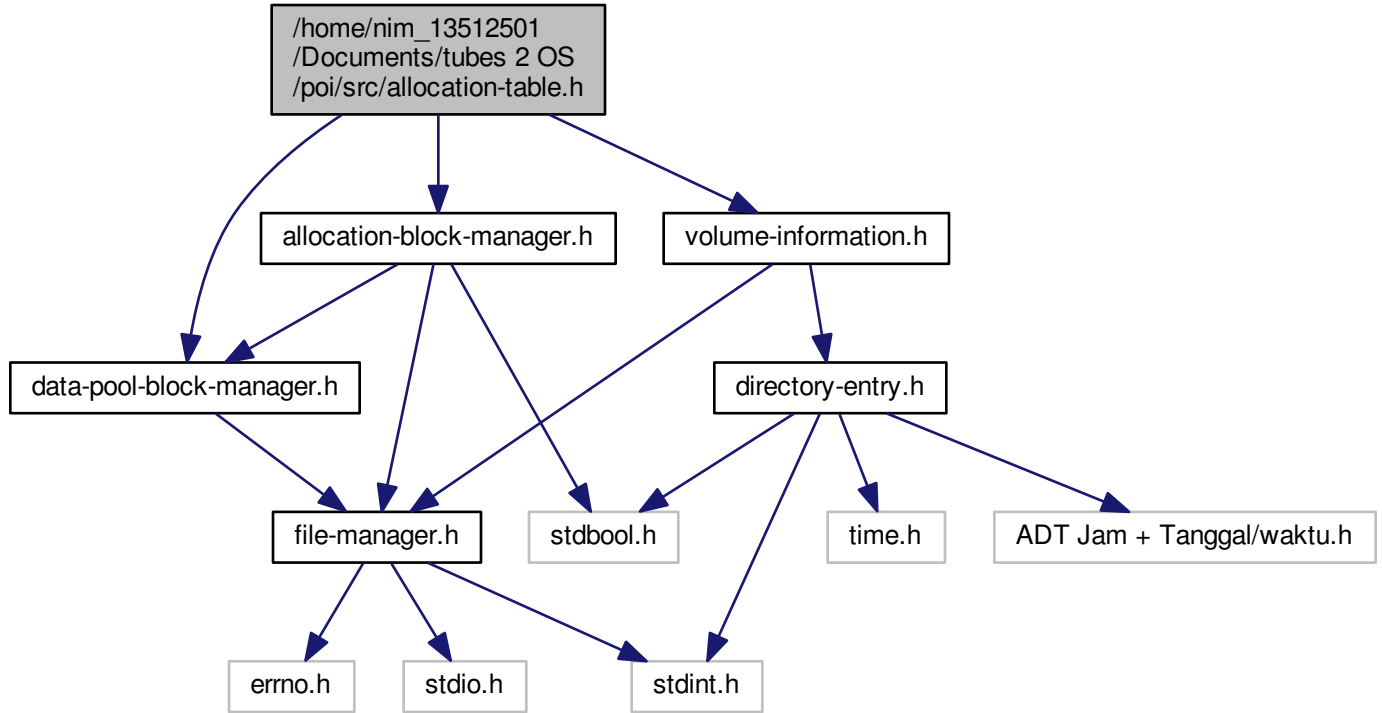 /home/nim_13512501
/Documents/tubes 2 OS
/poi/src/allocation-table.h
allocation-block-manager.h
volume-information.h
data-pool-block-manager.h
directory-entry.h
file-manager.h
stdbool.h
time.h
ADT Jam + Tanggal/waktu.h
errno.h
stdio.h
stdint.h